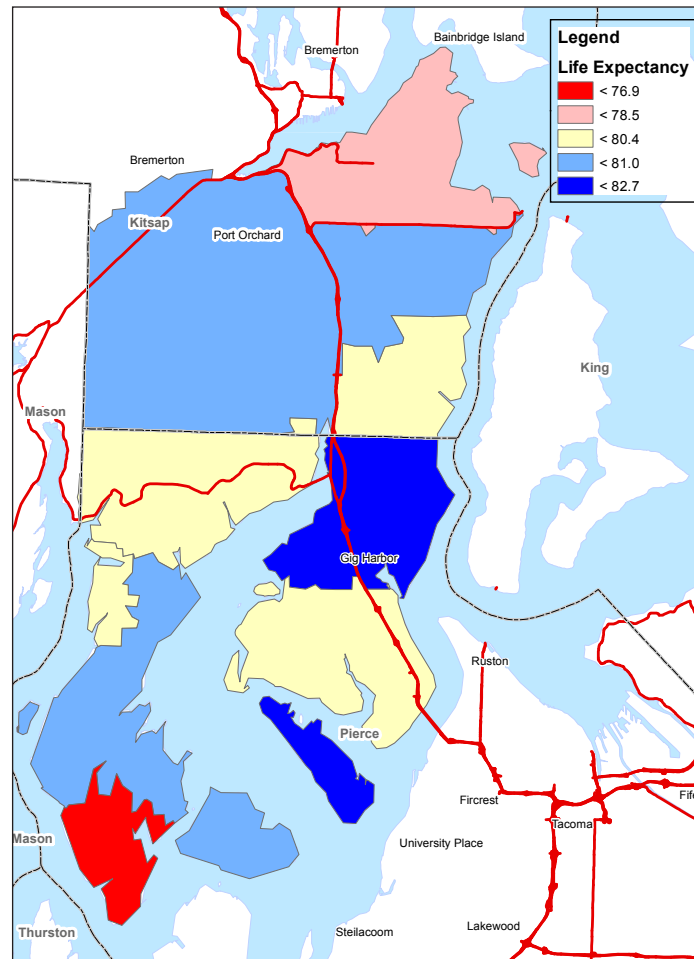 Bainbridge Island
Legend
Bremerton
Life Expectancy
< 76.9
< 78.5
< 80.4
< 81.0
< 82.7
Bremerton
Kitsap
Port Orchard
King
Mason
Gig Harbor
Ruston
Pierce
Fircrest
Fife
Tacoma
Mason
University Place
Thurston
Steilacoom
Lakewood